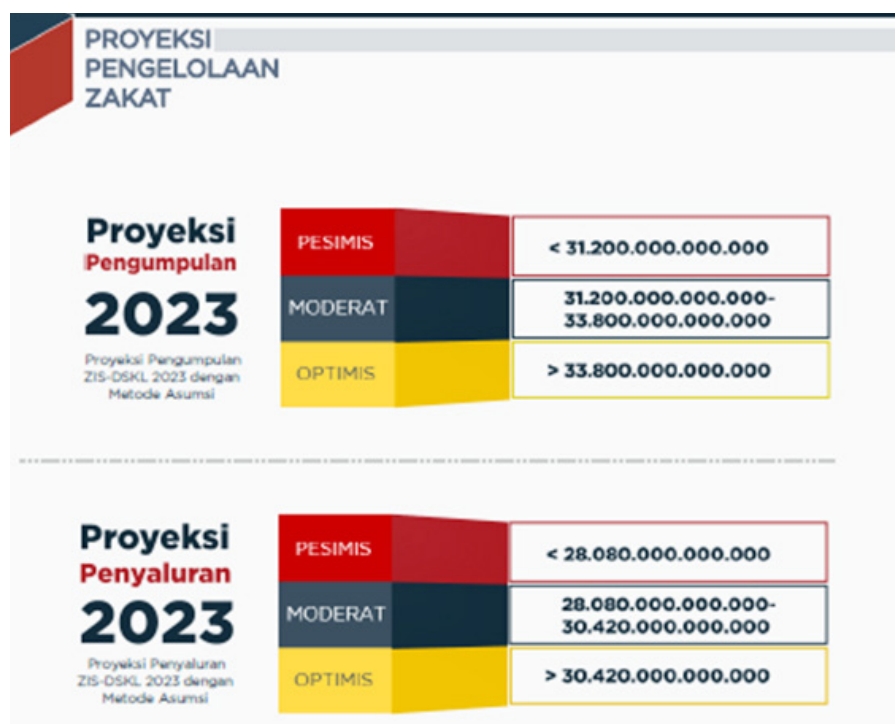 PROYEKSI
PENGELOLAAN
ZAKAT
Proyeksi
Pengumpulan
2023
Proyeksi Pengumpulan
ZIS-DSKL 2023 dengan
Metode Asumsi
PESIMIS
< 31.200.000.000.000
MODERAT
31.200.000.000.000-
33.800.000.000.000
OPTIMIS
> 33.800.000.000.000
Proyeksi
Penyaluran
2023
Proyeksi Penyaluran
ZIS-DSKL 2023 dengan
Metode Asumsi
PESIMIS
< 28.080.000.000.000
MODERAT
28.080.000.000.000-
30.420.000.000.000
OPTIMIS
> 30.420.000.000.000